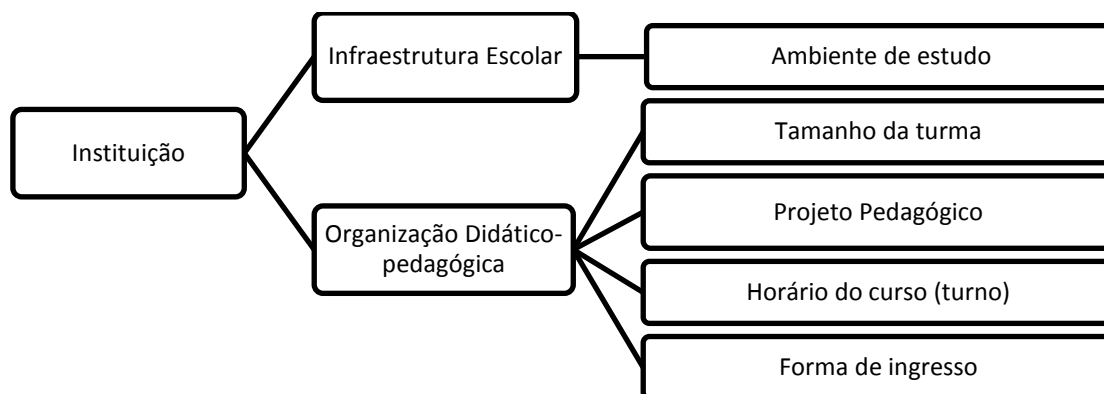 Instituição
Infraestrutura Escolar
Ambiente de estudo
Organização Didático-
pedagógica
Tamanho da turma
Projeto Pedagógico
Horário do curso (turno)
Forma de ingresso